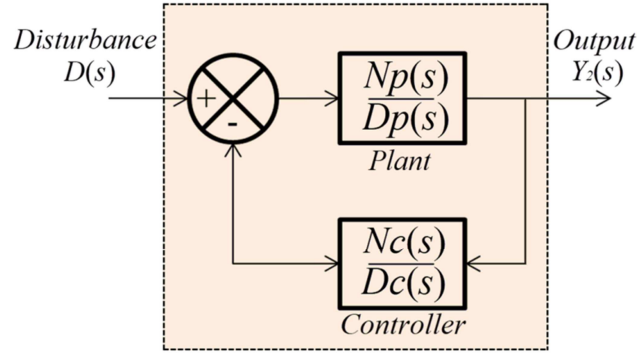 Disturbance
D(s)
+
-
Np(s)
Dp(s)
Plant
Output
Y₂(s)
Nc(s)
Dc(s)
Controller